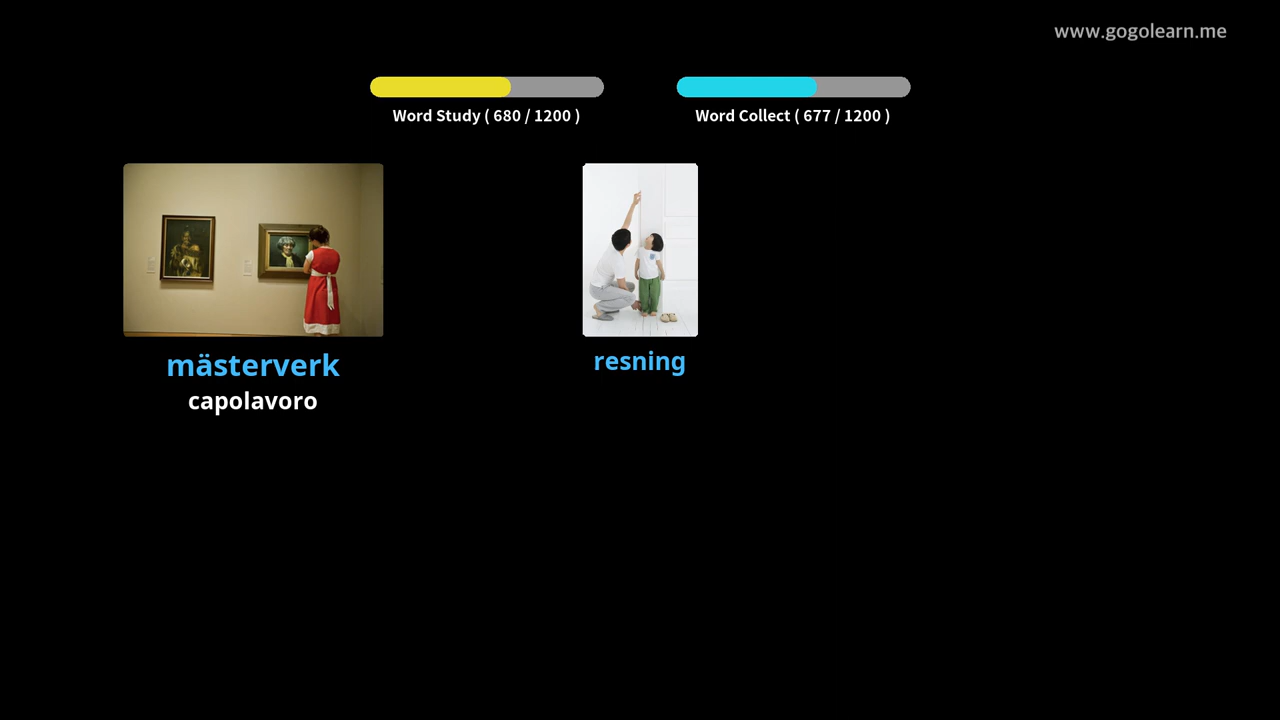 www.gogolearn.me
Word Study ( 680 / 1200 )
Word Collect ( 677 / 1200 )
mästerverk
capolavoro
resning